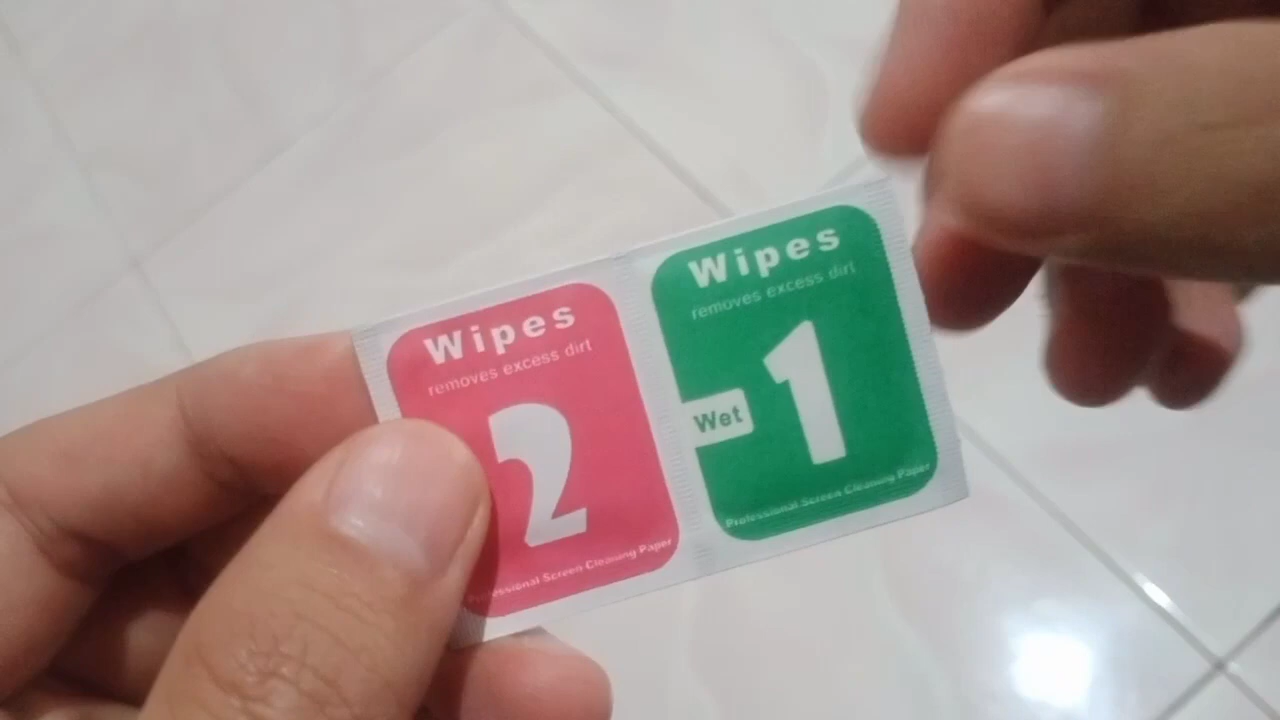 Wipes
removes excess dirt
2
Professional Screen Cleaning Paper
Wipes
removes excess dirt
Wet
1
Professional Screen Cleaning Paper